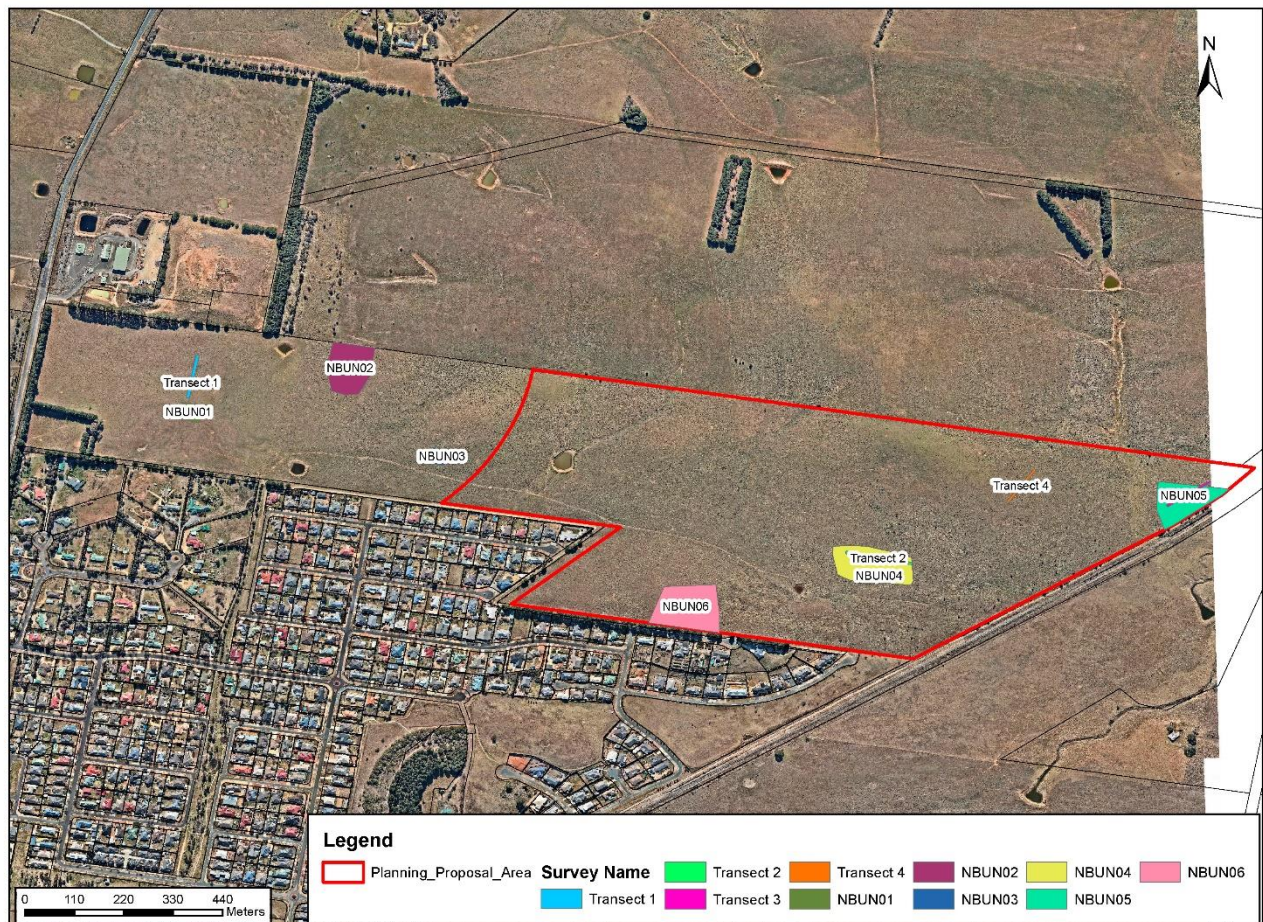 N
Transect 1
NBUN01
NBUN02
NBUN03
Transect 4
NBUN05
Transect 2
NBUN04
NBUN06
Legend
Planning_Proposal_Area
Survey Name
Transect 2
Transect 4
NBUN02
NBUN04
NBUN06
Transect 1
Transect 3
NBUN01
NBUN03
NBUN05
0 110 220 330 440
Meters